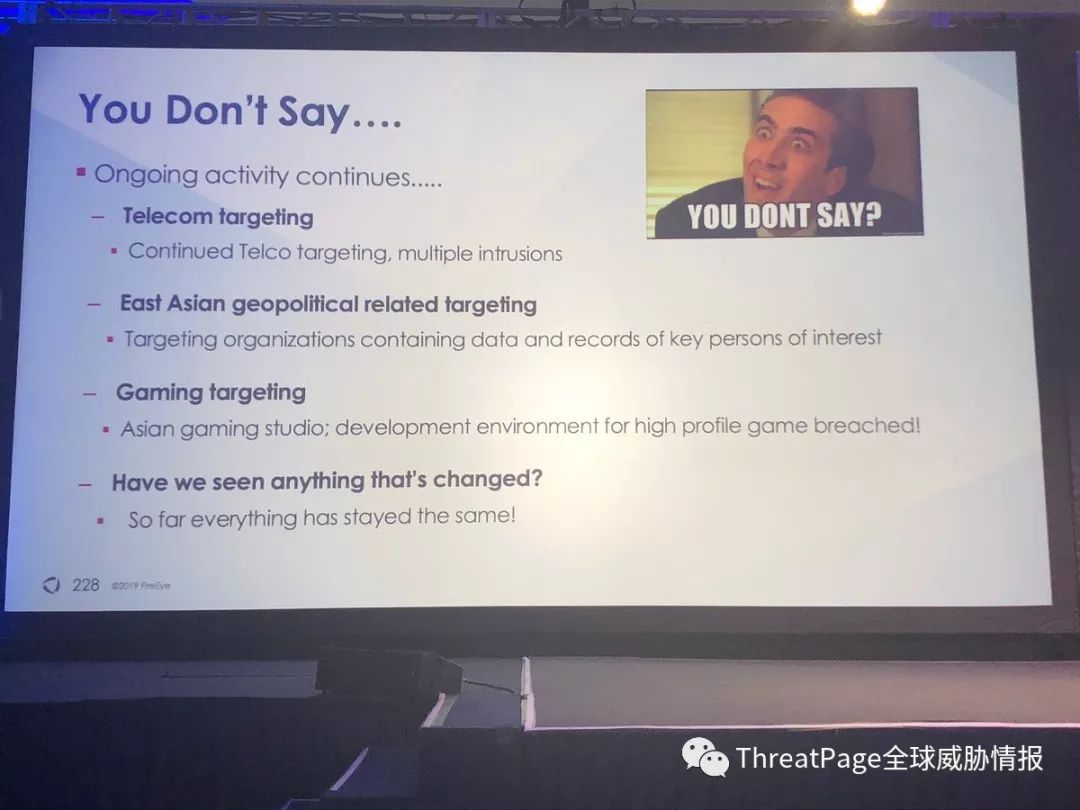 You Don't Say....
▪ Ongoing activity continues.....
– Telecom targeting
▪ Continued Telco targeting, multiple intrusions
– East Asian geopolitical related targeting
▪ Targeting organizations containing data and records of key persons of interest
– Gaming targeting
▪ Asian gaming studio; development environment for high profile game breached!
– Have we seen anything that's changed?
▪ So far everything has stayed the same!
YOU DONT SAY?
228 ©2019 FireEye
ThreatPage全球威胁情报